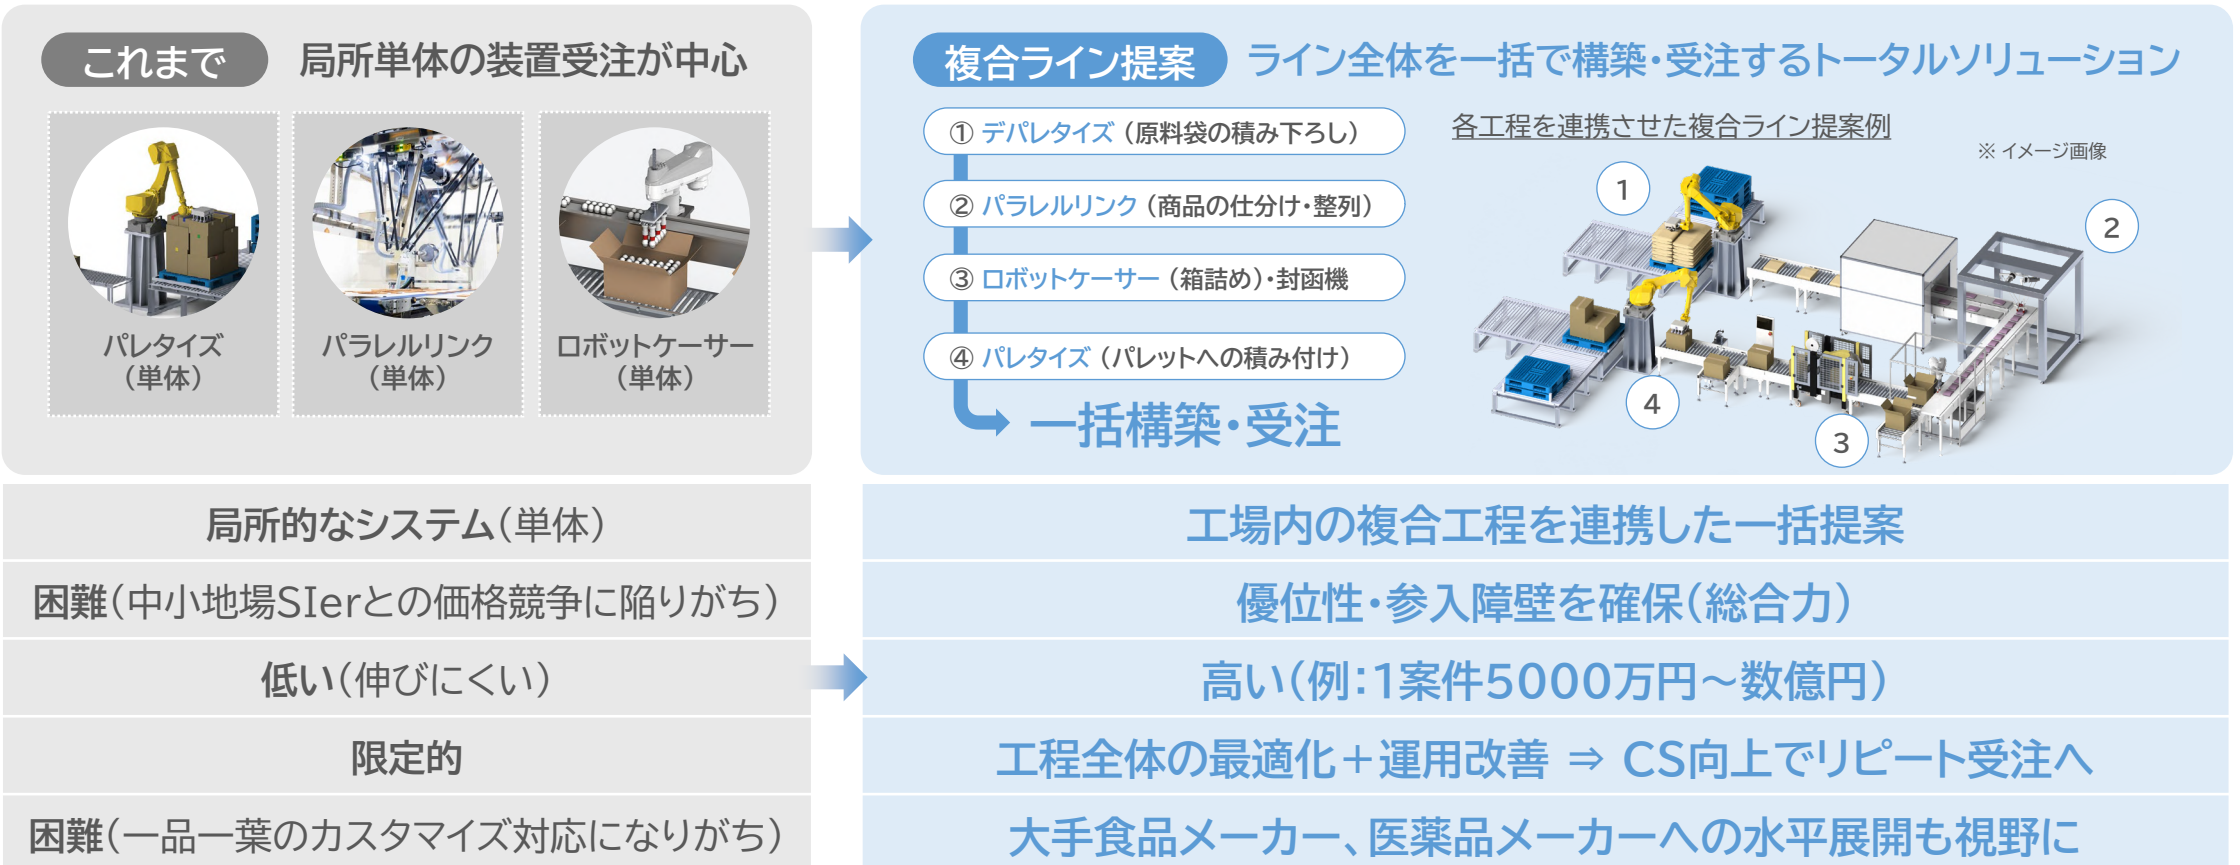 これまで
局所単体の装置受注が中心
パレタイズ
（単体）
パラレルリンク
（単体）
ロボットケーサー
（単体）
複合ライン提案
ライン全体を一括で構築・受注するトータルソリューション
① デパレタイズ（原料袋の積み下ろし）
② パラレルリンク（商品の仕分け・整列）
③ ロボットケーサー（箱詰め）・封函機
④ パレタイズ（パレットへの積み付け）
一括構築・受注
各工程を連携させた複合ライン提案例
※ イメージ画像
1
2
3
4
局所的なシステム（単体）
工場内の複合工程を連携した一括提案
困難（中小地場SIerとの価格競争に陥りがち）
優位性・参入障壁を確保（総合力）
低い（伸びにくい）
高い（例：1案件5000万円～数億円）
限定的
工程全体の最適化＋運用改善 ⇒ CS向上でリピート受注へ
困難（一品一葉のカスタマイズ対応になりがち）
大手食品メーカー、医薬品メーカーへの水平展開も視野に